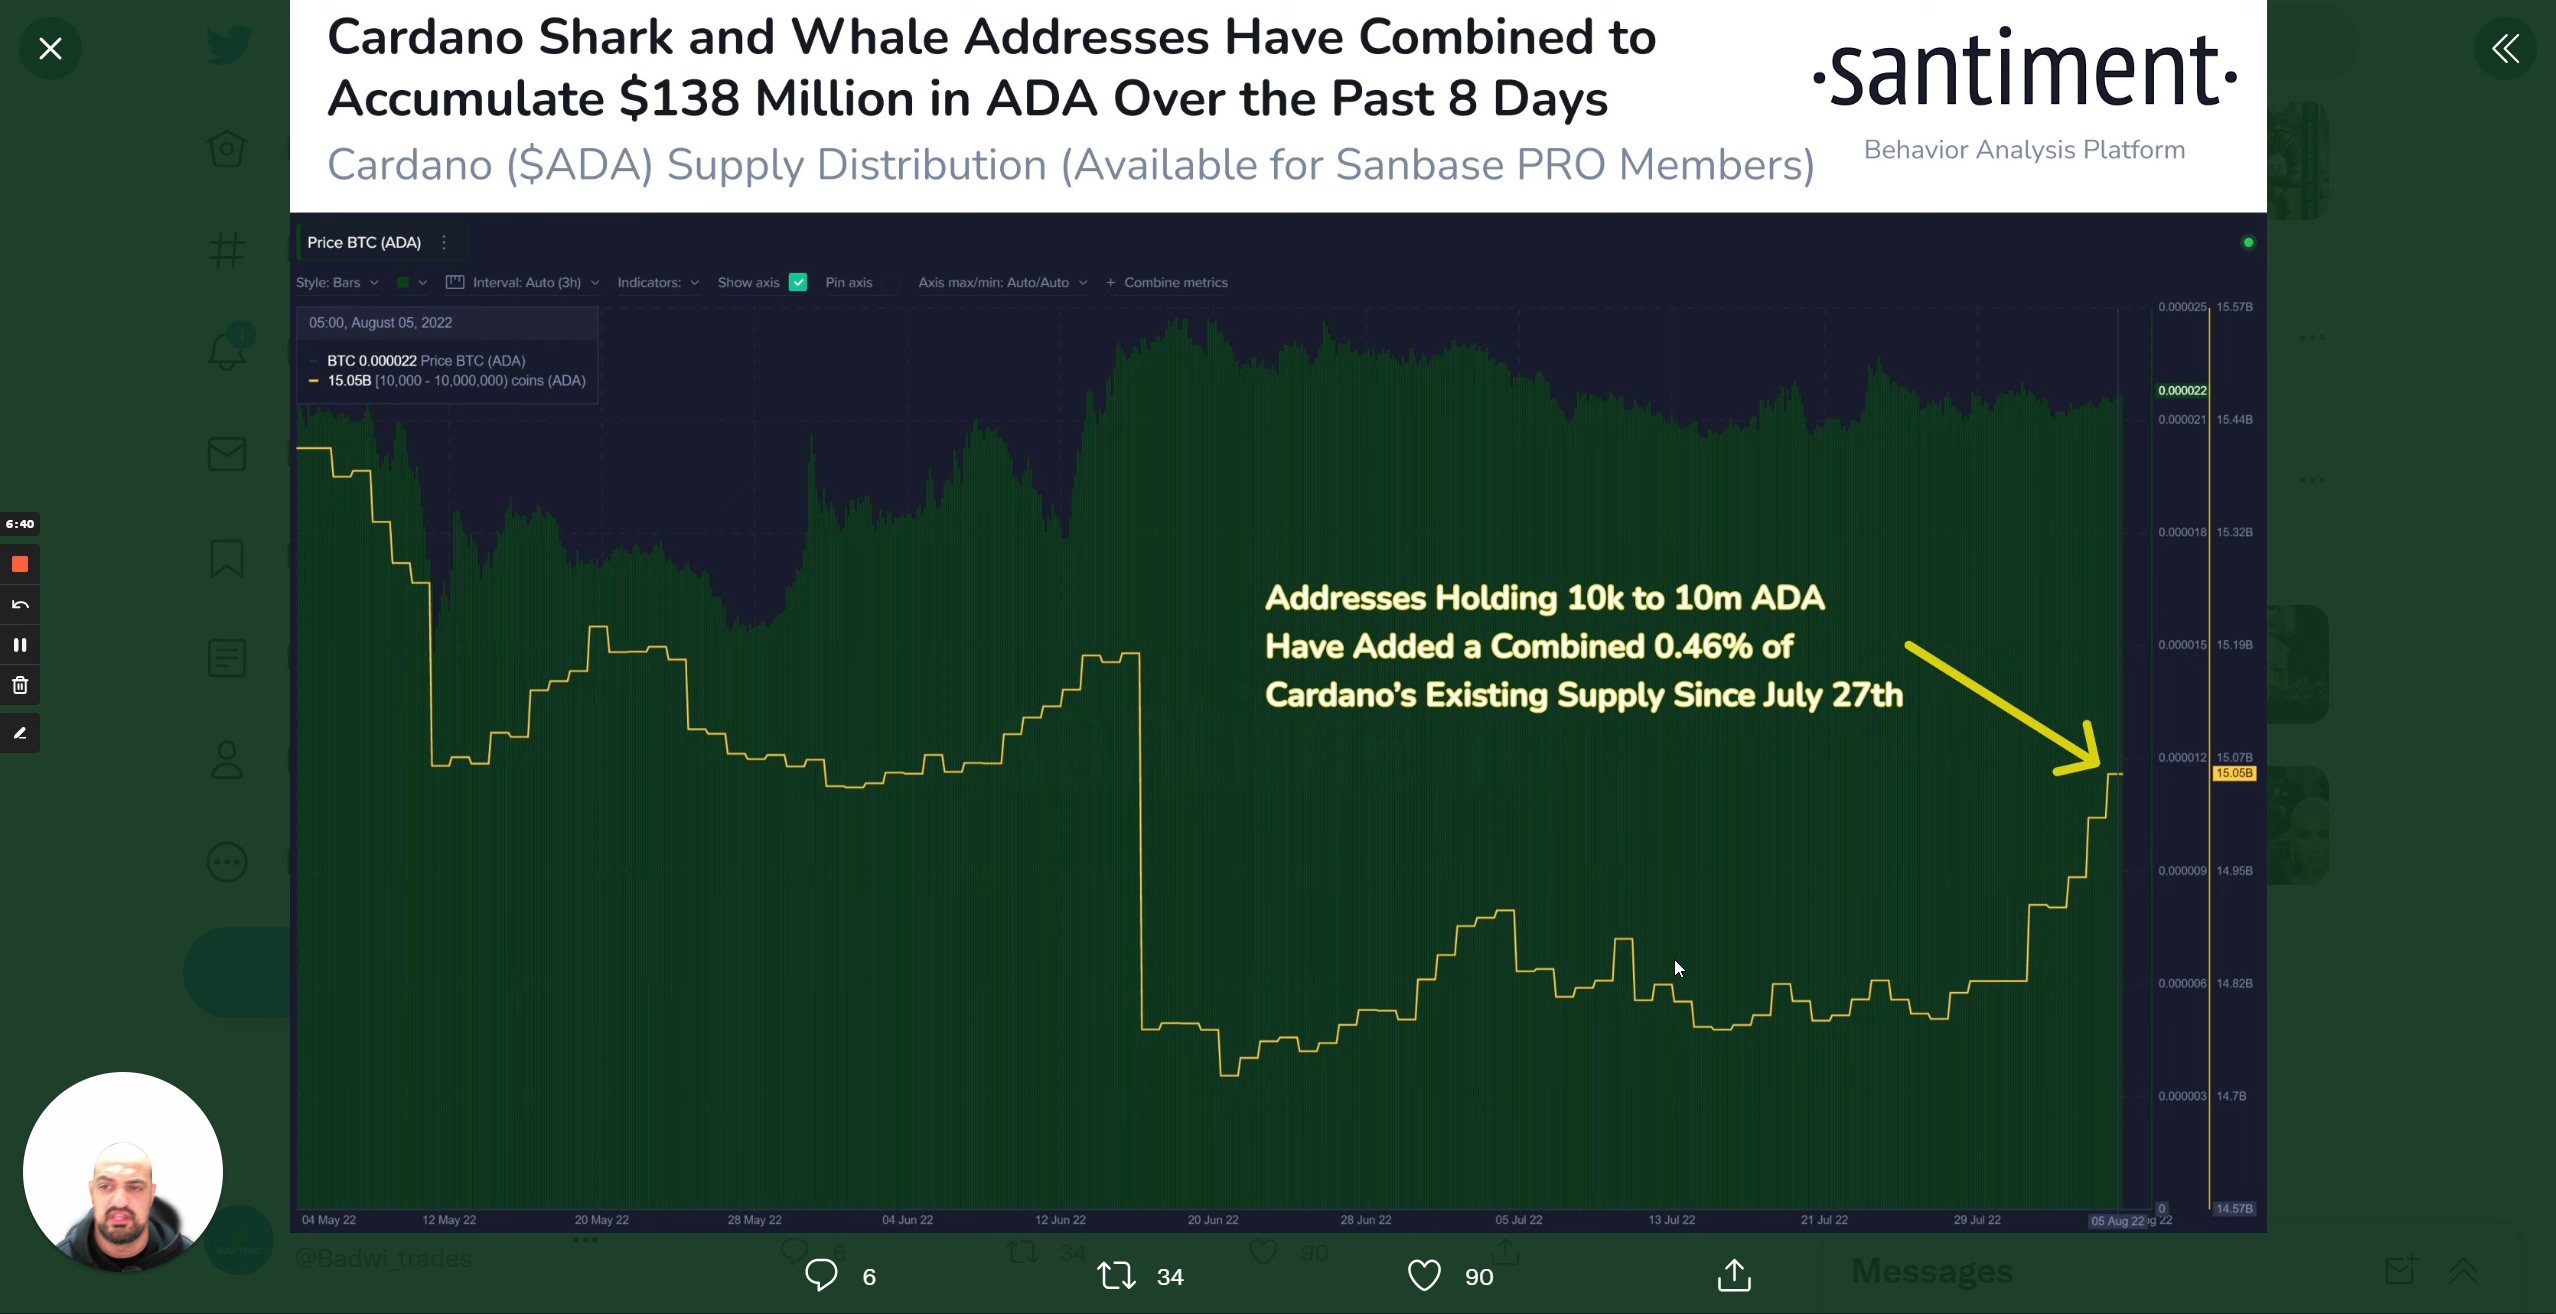 Cardano Shark and Whale Addresses Have Combined to
Accumulate $138 Million in ADA Over the Past 8 Days
Cardano ($ADA) Supply Distribution (Available for Sanbase PRO Members)
·santiment·
Behavior Analysis Platform
Price BTC (ADA)
Style: Bars
Interval: Auto (3h)
Indicators:
Show axis
Pin axis
Axis max/min: Auto/Auto
+ Combine metrics
05:00, August 05, 2022
BTC 0.000022 Price BTC (ADA)
15.05B [10,000 - 10,000,000) coins (ADA)
Addresses Holding 10k to 10m ADA
Have Added a Combined 0.46% of
Cardano's Existing Supply Since July 27th
0.000025 15.57B
0.000022
0.000021 15.44B
0.000018 15.32B
0.000015 15.19B
0.000012 15.07B
15.05B
0.000009 14.95B
0.000006 14.82B
0.000003 14.7B
0 14.57B
04 May 22
12 May 22
20 May 22
28 May 22
04 Jun 22
12 Jun 22
20 Jun 22
28 Jun 22
05 Jul 22
13 Jul 22
21 Jul 22
29 Jul 22
05 Aug 22
22
6:40
@Badwi_trades
6
34
90
6
34
90
Messages